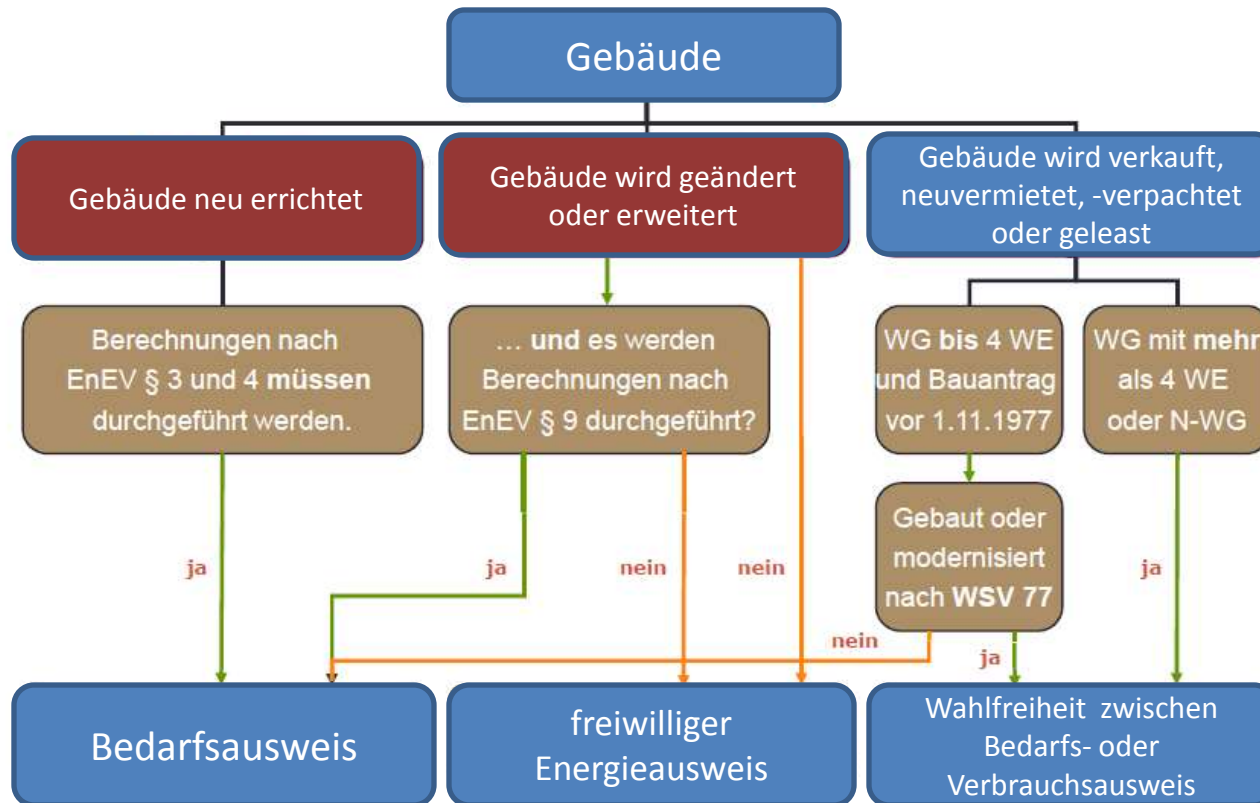 Gebäude
Gebäude neu errichtet
Gebäude wird geändert
oder erweitert
Gebäude wird verkauft,
neuvermietet, -verpachtet
oder geleast
Berechnungen nach
EnEV § 3 und 4 müssen
durchgeführt werden.
... und es werden
Berechnungen nach
EnEV § 9 durchgeführt?
WG bis 4 WE
und Bauantrag
vor 1.11.1977
WG mit mehr
als 4 WE
oder N-WG
Gebaut oder
modernisiert
nach WSV 77
ja
ja
nein
nein
ja
nein
ja
Bedarfsausweis
freiwilliger
Energieausweis
Wahlfreiheit zwischen
Bedarfs- oder
Verbrauchsausweis